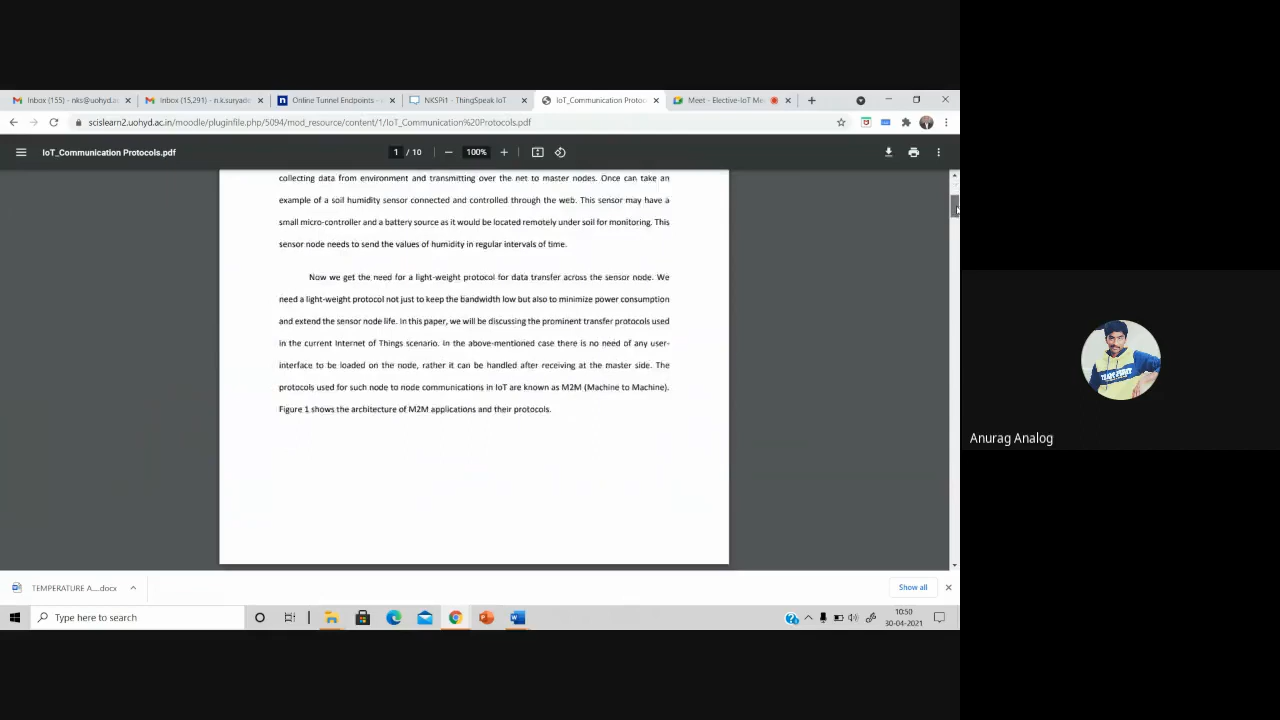 Inbox (155) - nks@uohyd.ac
Inbox (15,291) - n.k.suryade
Online Tunnel Endpoints -
NKSPi1 - ThingSpeak IoT
IoT_Communication Protoco
Meet - Elective-IoT Me
scislearn2.uohyd.ac.in/moodle/pluginfile.php/5094/mod_resource/content/1/IoT_Communication%20Protocols.pdf
IoT_Communication Protocols.pdf
1 / 10
100%
collecting data from environment and transmitting over the net to master nodes. Once can take an
example of a soil humidity sensor connected and controlled through the web. This sensor may have a
small micro-controller and a battery source as it would be located remotely under soil for monitoring. This
sensor node needs to send the values of humidity in regular intervals of time.
Now we get the need for a light-weight protocol for data transfer across the sensor node. We
need a light-weight protocol not just to keep the bandwidth low but also to minimize power consumption
and extend the sensor node life. In this paper, we will be discussing the prominent transfer protocols used
in the current Internet of Things scenario. In the above-mentioned case there is no need of any user-
interface to be loaded on the node, rather it can be handled after receiving at the master side. The
protocols used for such node to node communications in IoT are known as M2M (Machine to Machine).
Figure 1 shows the architecture of M2M applications and their protocols.
Anurag Analog
TEMPERATURE A....docx
Show all
Type here to search
10:50
30-04-2021